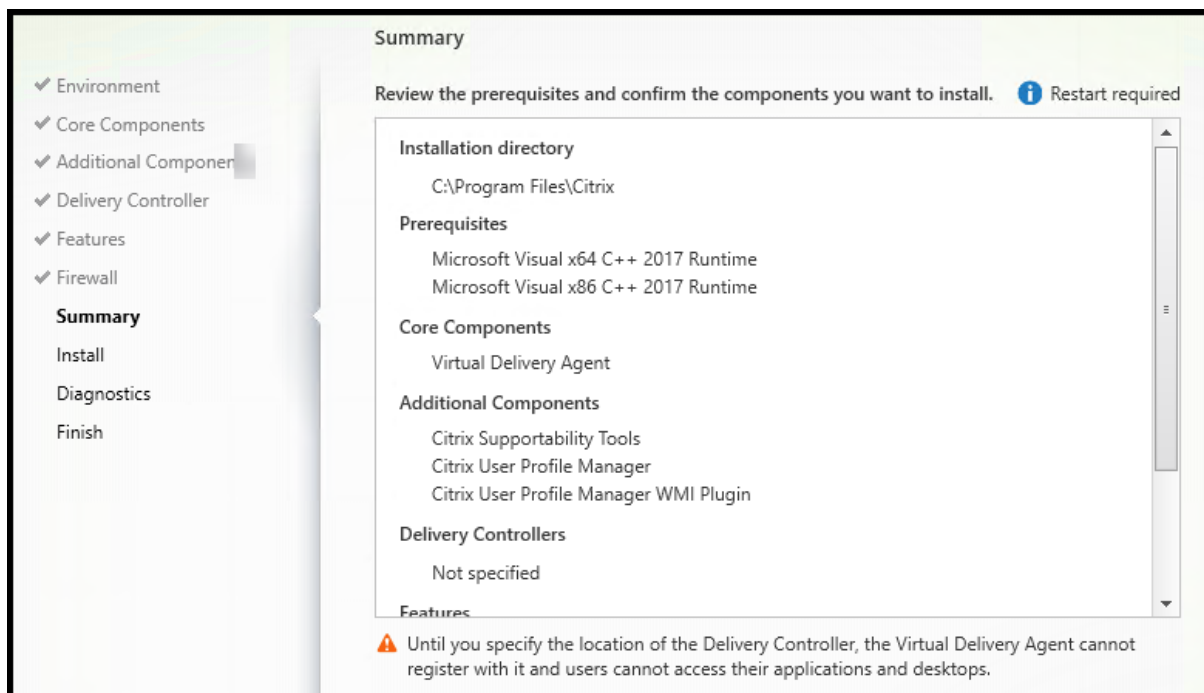 Summary
Environment
Core Components
Additional Componen
Delivery Controller
Features
Firewall
Summary
Install
Diagnostics
Finish
Review the prerequisites and confirm the components you want to install.
Restart required
Installation directory
C:\Program Files\Citrix
Prerequisites
Microsoft Visual x64 C++ 2017 Runtime
Microsoft Visual x86 C++ 2017 Runtime
Core Components
Virtual Delivery Agent
Additional Components
Citrix Supportability Tools
Citrix User Profile Manager
Citrix User Profile Manager WMI Plugin
Delivery Controllers
Not specified
Features
Until you specify the location of the Delivery Controller, the Virtual Delivery Agent cannot
register with it and users cannot access their applications and desktops.